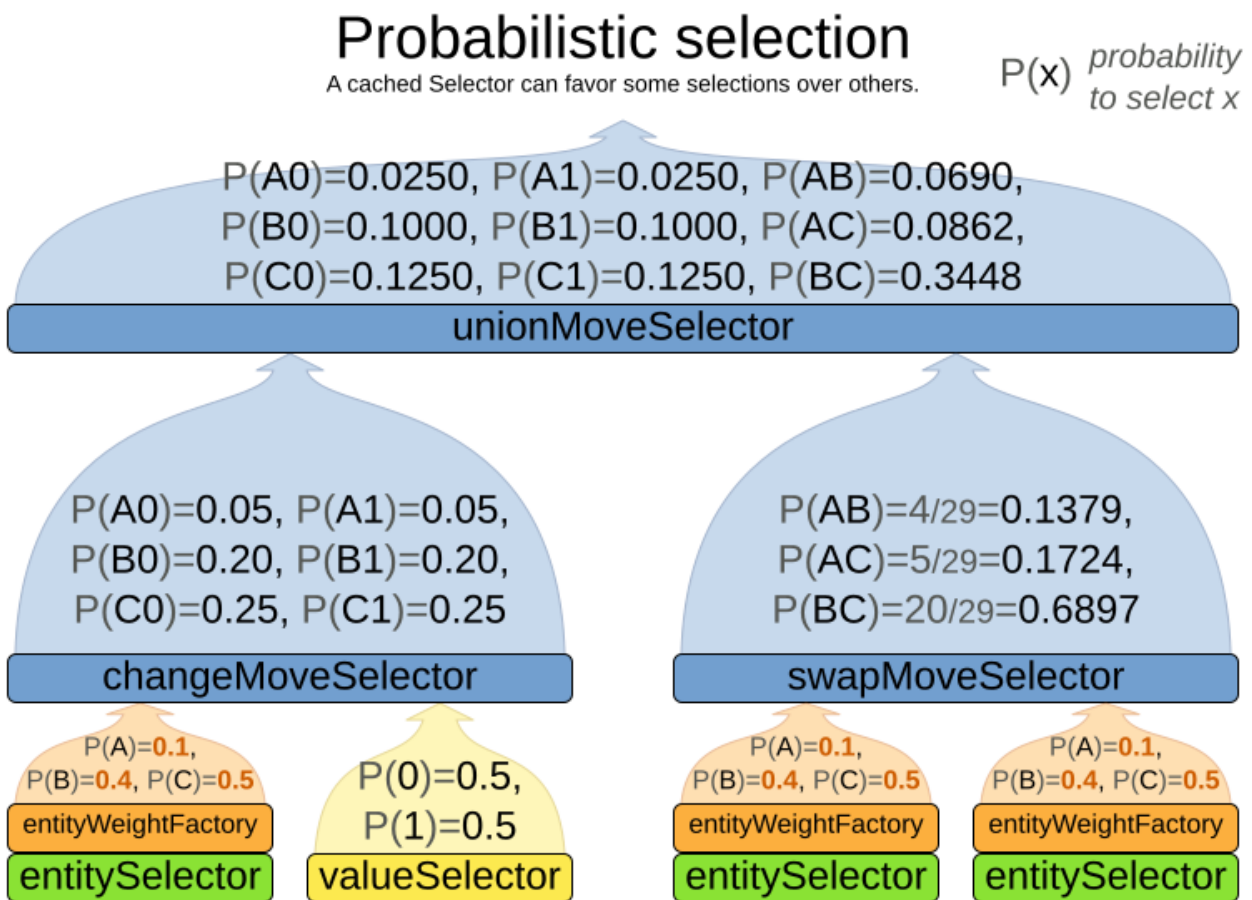 Probabilistic selection
A cached Selector can favor some selections over others.
P(x) probability
to select x
P(A0)=0.0250, P(A1)=0.0250, P(AB)=0.0690,
P(B0)=0.1000, P(B1)=0.1000, P(AC)=0.0862,
P(C0)=0.1250, P(C1)=0.1250, P(BC)=0.3448
unionMoveSelector
P(A0)=0.05, P(A1)=0.05,
P(B0)=0.20, P(B1)=0.20,
P(C0)=0.25, P(C1)=0.25
changeMoveSelector
P(AB)=4/29=0.1379,
P(AC)=5/29=0.1724,
P(BC)=20/29=0.6897
swapMoveSelector
P(A)=0.1,
P(B)=0.4, P(C)=0.5
entityWeightFactory
entitySelector
P(0)=0.5,
P(1)=0.5
valueSelector
P(A)=0.1,
P(B)=0.4, P(C)=0.5
entityWeightFactory
entitySelector
P(A)=0.1,
P(B)=0.4, P(C)=0.5
entityWeightFactory
entitySelector